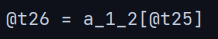 @t26 = a_1_2[@t25]